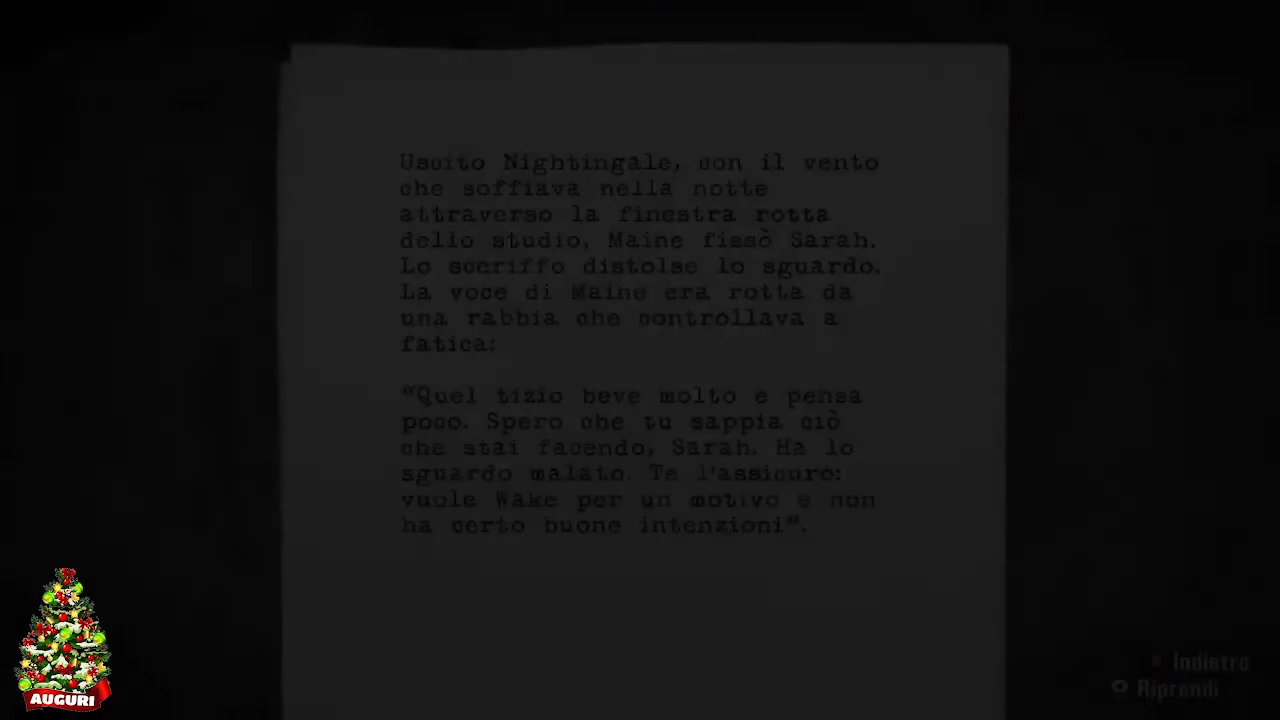 Uscito Nightingale, con il vento
che soffiava nella notte
attraverso la finestra rotta
dello studio, Maine fissò Sarah.
Lo sceriffo distolse lo sguardo.
La voce di Maine era rotta da
una rabbia che controllava a
fatica:
“Quel tizio beve molto e pensa
poco. Spero che tu sappia ciò
che stai facendo, Sarah. Ha lo
sguardo malato. Te l'assicuro:
vuole Wake per un motivo e non
ha certo buone intenzioni”.
Indietro
Riprendi
AUGURI